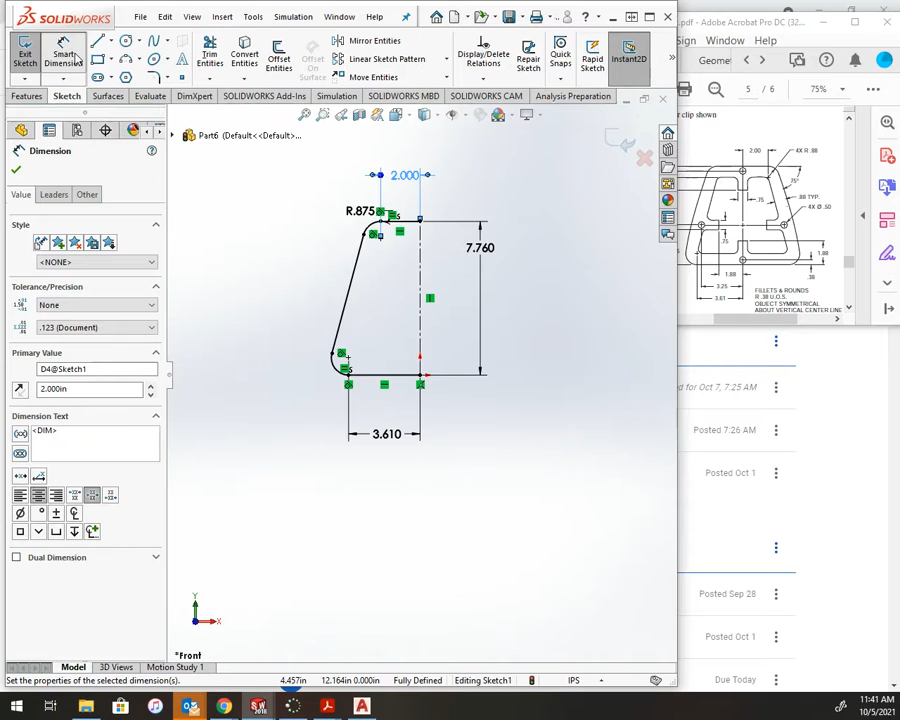 SOLIDWORKS
File
Edit
View
Insert
Tools
Simulation
Window
Help
Exit Sketch
Smart Dimension
Trim Entities
Convert Entities
Offset Entities
Offset On Surface
Mirror Entities
Linear Sketch Pattern
Move Entities
Display/Delete Relations
Repair Sketch
Quick Snaps
Rapid Sketch
Instant2D
Features
Sketch
Surfaces
Evaluate
DimXpert
SOLIDWORKS Add-Ins
Simulation
SOLIDWORKS MBD
SOLIDWORKS CAM
Analysis Preparation
Part6 (Default<<Default>...
Dimension
Value
Leaders
Other
Style
<NONE>
Tolerance/Precision
None
.123 (Document)
Primary Value
D4@Sketch1
2.000in
Dimension Text
<DIM>
Dual Dimension
2.000
R.875
7.760
3.610
Y
X
*Front
Model
3D Views
Motion Study 1
Set the properties of the selected dimension(s).
4.457in
12.164in
0in
Fully Defined
Editing Sketch1
IPS
.pdf - Adobe Acrobat Pro DC (32...
Sign
Window
Help
Geomet
5 / 6
75%
r clip shown
2.00
4X R .88
75°
.75
.88 TYP.
4X Ø .50
.75
1.88
1.88
3.25
.38
3.61
FILLETS & ROUNDS
R .38 U.O.S.
OBJECT SYMMETRICAL
ABOUT VERTICAL CENTER LINE
ed for Oct 7, 7:25 AM
Posted 7:26 AM
Posted Oct 1
Posted Sep 28
Posted Oct 1
Due Today
11:41 AM
10/5/2021